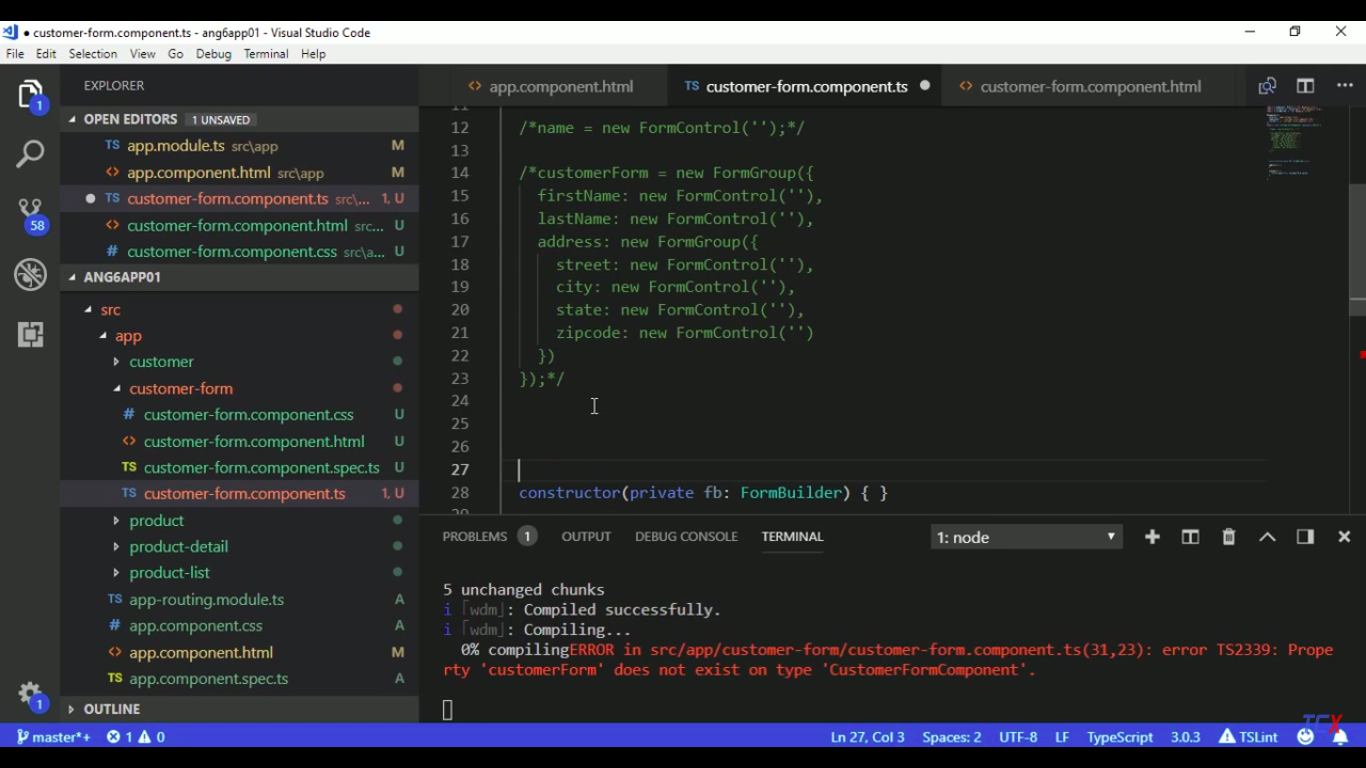 customer-form.component.ts - ang6app01 - Visual Studio Code
File Edit Selection View Go Debug Terminal Help
EXPLORER
OPEN EDITORS 1 UNSAVED
TS app.module.ts src\app M
<> app.component.html src\app M
TS customer-form.component.ts src\... 1, U
<> customer-form.component.html src... U
# customer-form.component.css src\a... U
ANG6APP01
src
app
customer
customer-form
# customer-form.component.css U
<> customer-form.component.html U
TS customer-form.component.spec.ts U
TS customer-form.component.ts 1, U
product
product-detail
product-list
TS app-routing.module.ts A
# app.component.css A
<> app.component.html M
TS app.component.spec.ts A
OUTLINE
1
58
1
<> app.component.html TS customer-form.component.ts <> customer-form.component.html
11
12 /*name = new FormControl('');*/
13
14 /*customerForm = new FormGroup({
15 firstName: new FormControl(''),
16 lastName: new FormControl(''),
17 address: new FormGroup({
18 street: new FormControl(''),
19 city: new FormControl(''),
20 state: new FormControl(''),
21 zipcode: new FormControl('')
22 })
23 });*/
24
25
26
27
28 constructor(private fb: FormBuilder) { }
29
PROBLEMS 1 OUTPUT DEBUG CONSOLE TERMINAL 1: node
5 unchanged chunks
i ｢wdm｣: Compiled successfully.
i ｢wdm｣: Compiling...
0% compilingERROR in src/app/customer-form/customer-form.component.ts(31,23): error TS2339: Prope
rty 'customerForm' does not exist on type 'CustomerFormComponent'.
master*+ 1 0 Ln 27, Col 3 Spaces: 2 UTF-8 LF TypeScript 3.0.3 TSLint